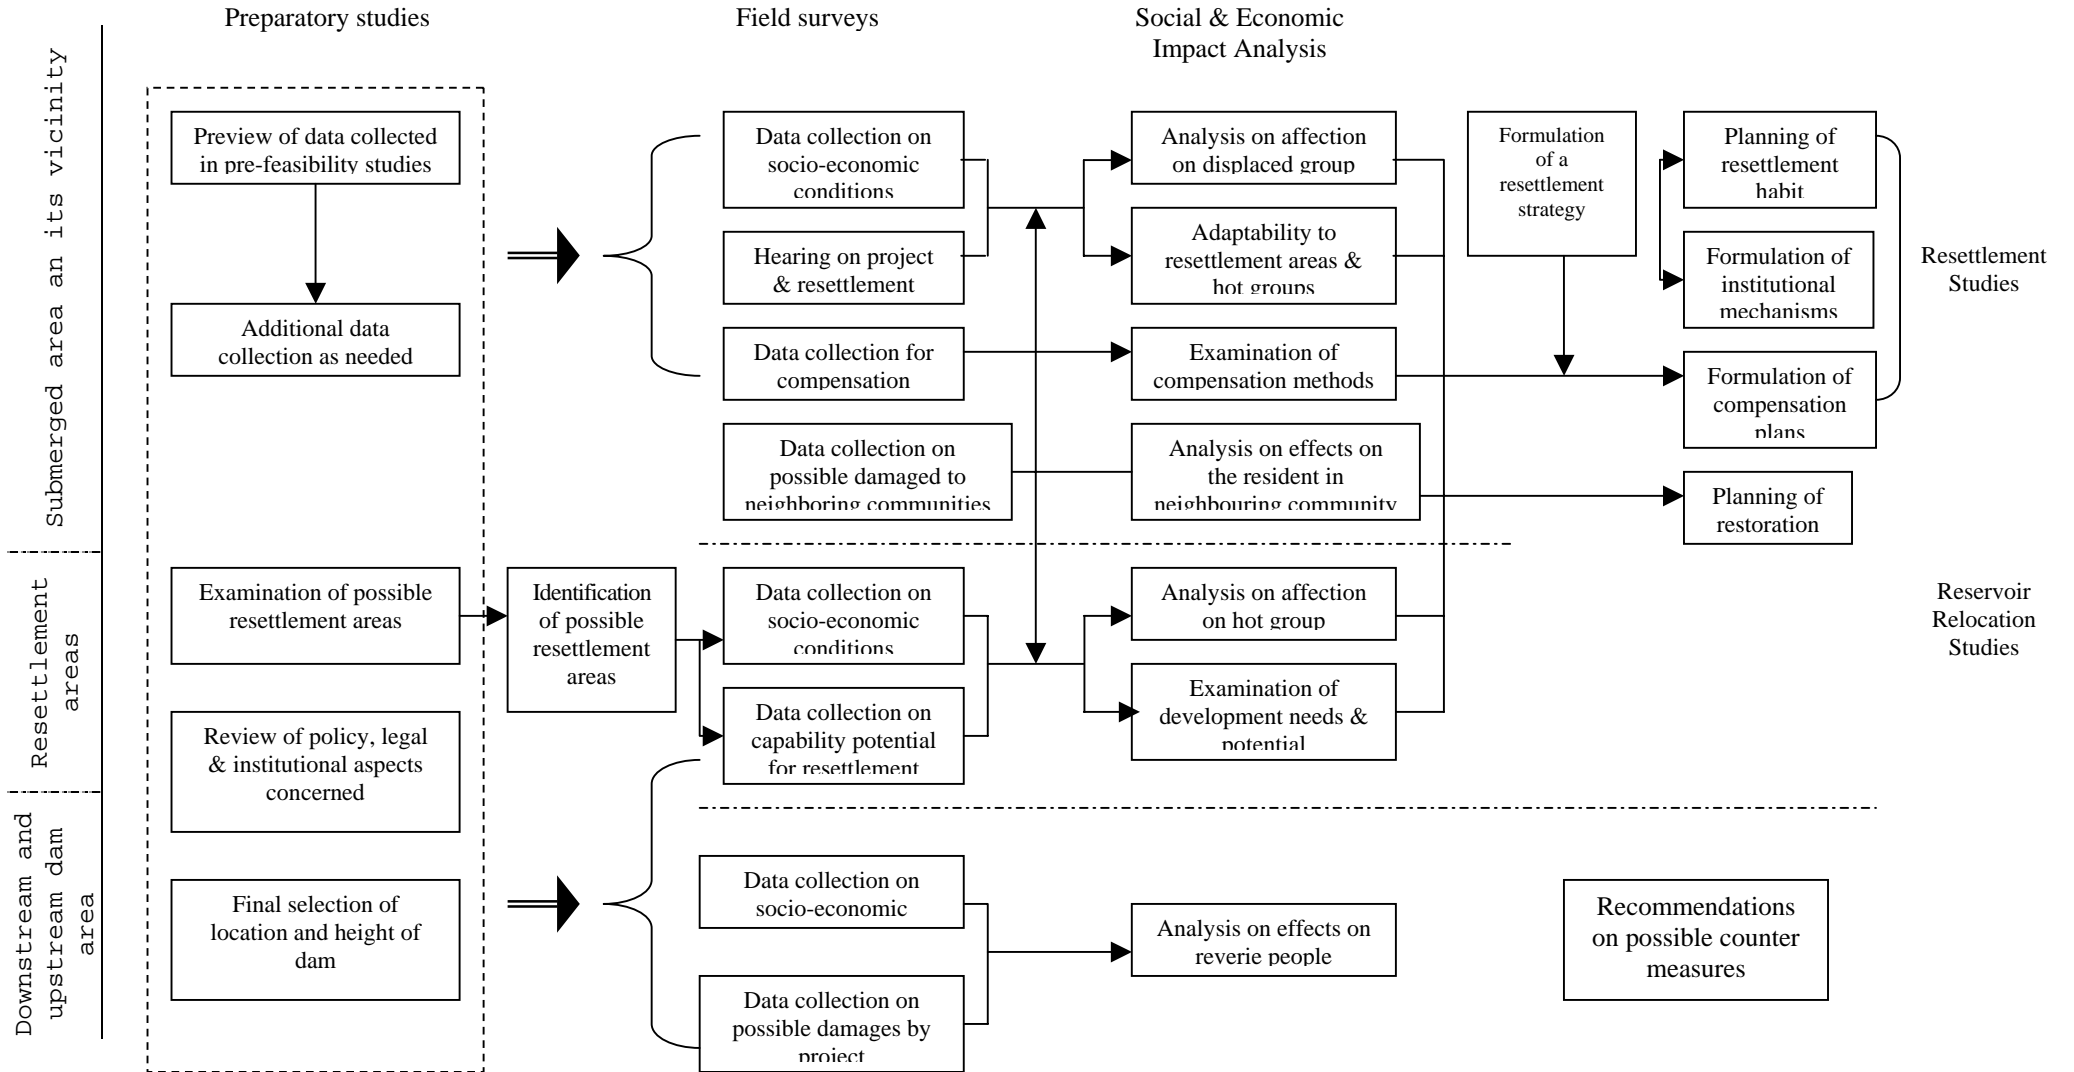 Preparatory studies
Field surveys
Social & Economic
Impact Analysis
Submerged area an its vicinity
Preview of data collected
in pre-feasibility studies
Additional data
collection as needed
Data collection on
socio-economic
conditions
Hearing on project
& resettlement
Data collection for
compensation
Data collection on
possible damaged to
neighboring communities
Analysis on affection
on displaced group
Adaptability to
resettlement areas &
hot groups
Examination of
compensation methods
Analysis on effects on
the resident in
neighbouring community
Formulation
of a
resettlement
strategy
Planning of
resettlement
habit
Formulation of
institutional
mechanisms
Formulation of
compensation
plans
Planning of
restoration
Resettlement
Studies
Resettlement
areas
Examination of possible
resettlement areas
Review of policy, legal
& institutional aspects
concerned
Identification
of possible
resettlement
areas
Data collection on
socio-economic
conditions
Data collection on
capability potential
for resettlement
Analysis on affection
on hot group
Examination of
development needs &
potential
Reservoir
Relocation
Studies
Downstream and
upstream dam
area
Final selection of
location and height of
dam
Data collection on
socio-economic
Data collection on
possible damages by
project
Analysis on effects on
reverie people
Recommendations
on possible counter
measures